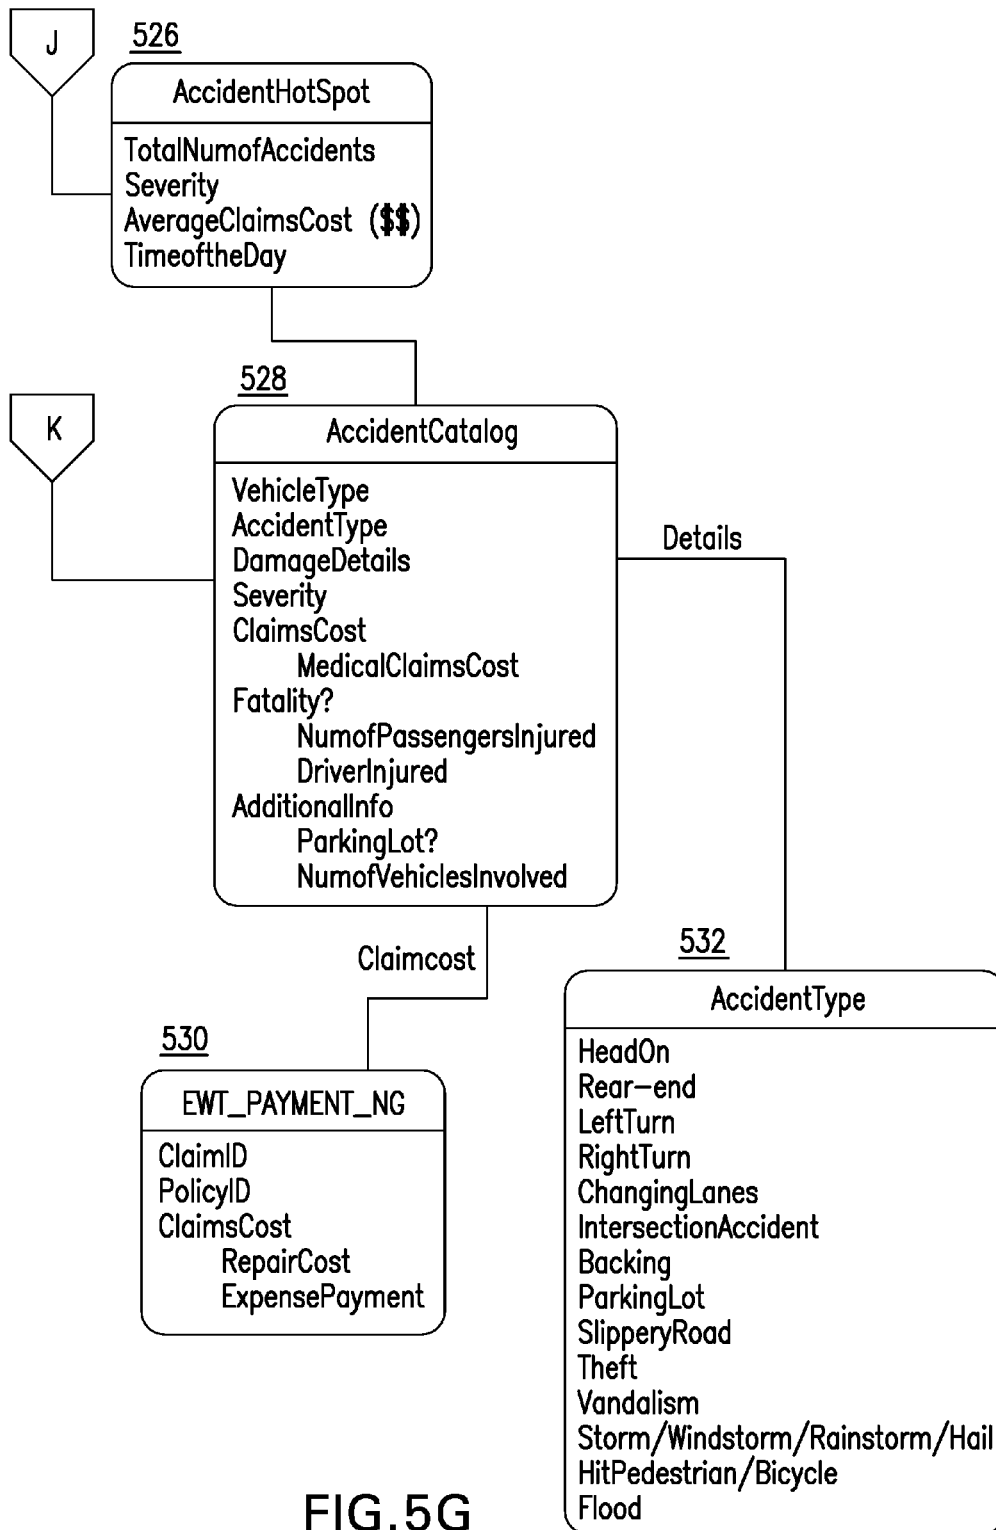 J
526
AccidentHotSpot
TotalNumofAccidents
Severity
AverageClaimsCost ($$)
TimeoftheDay
528
K
AccidentCatalog
VehicleType
AccidentType
DamageDetails
Severity
ClaimsCost
MedicalClaimsCost
Fatality?
NumofPassengersInjured
DriverInjured
AdditionalInfo
ParkingLot?
NumofVehiclesInvolved
Details
Claimcost
530
EWT_PAYMENT_NG
ClaimID
PolicyID
ClaimsCost
RepairCost
ExpensePayment
532
AccidentType
HeadOn
Rear-end
LeftTurn
RightTurn
ChangingLanes
IntersectionAccident
Backing
ParkingLot
SlipperyRoad
Theft
Vandalism
Storm/Windstorm/Rainstorm/Hail
HitPedestrian/Bicycle
Flood
FIG.5G